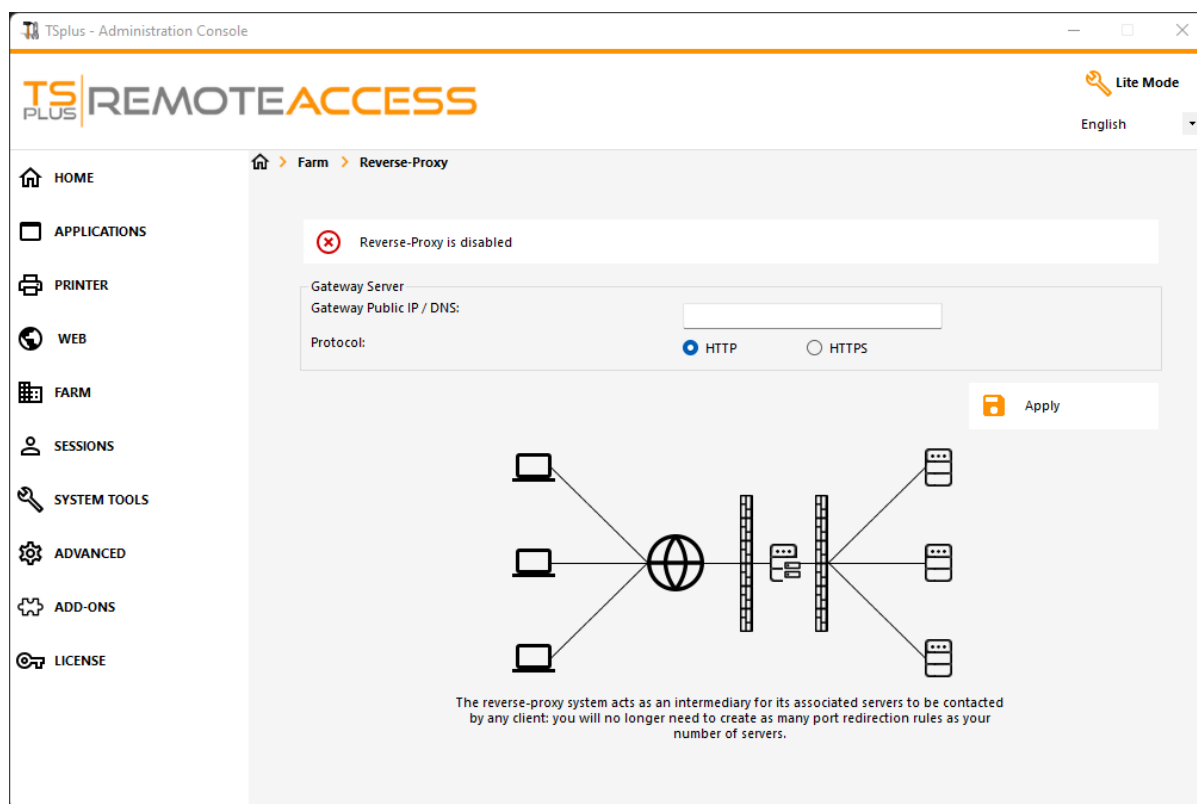 TSplus - Administration Console
TS PLUS REMOTEACCESS
Lite Mode
English
Farm > Reverse-Proxy
HOME
APPLICATIONS
PRINTER
WEB
FARM
SESSIONS
SYSTEM TOOLS
ADVANCED
ADD-ONS
LICENSE
Reverse-Proxy is disabled
Gateway Server
Gateway Public IP / DNS:
Protocol:
HTTP
HTTPS
Apply
The reverse-proxy system acts as an intermediary for its associated servers to be contacted
by any client: you will no longer need to create as many port redirection rules as your
number of servers.